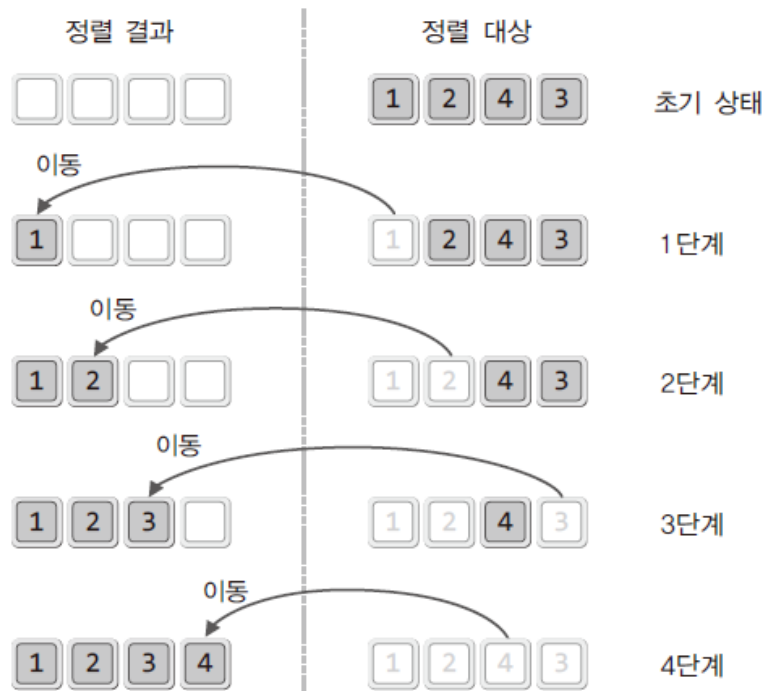 정렬 결과 정렬 대상
1 2 4 3 초기 상태
이동
1 1 2 4 3 1단계
이동
1 2 1 2 4 3 2단계
이동
1 2 3 1 2 4 3 3단계
이동
1 2 3 4 1 2 4 3 4단계